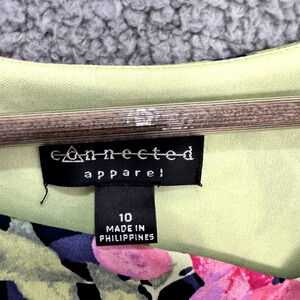 connected
apparel
10
MADE IN
PHILIPPINES